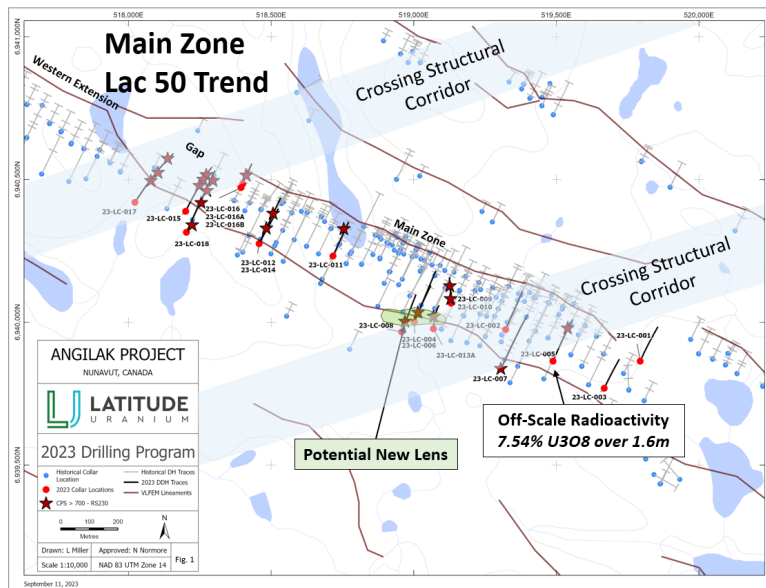 518,000E
518,500E
519,000E
519,500E
520,000E
6,941,000N
6,940,500N
6,940,000N
6,939,500N
Main Zone
Lac 50 Trend
Crossing Structural
Corridor
Western Extension
Gap
23-LC-017
23-LC-015
23-LC-016
23-LC-016A
23-LC-016B
23-LC-018
23-LC-012
23-LC-014
23-LC-011
Main Zone
Crossing Structural
Corridor
23-LC-009
23-LC-010
23-LC-008
23-LC-004
23-LC-006
23-LC-002
23-LC-013A
23-LC-001
23-LC-005
23-LC-007
23-LC-003
Off-Scale Radioactivity
7.54% U3O8 over 1.6m
Potential New Lens
ANGILAK PROJECT
NUNAVUT, CANADA
LATITUDE
URANIUM
2023 Drilling Program
Historical Collar
Location
Historical DH Traces
2023 Collar Locations
2023 DDM Traces
CPS > 700 - RS230
VLFEM Lineaments
0 100 200
Metres
N
Drawn: L Miller
Approved: N Normore
Fig. 1
Scale 1:10,000
NAD 83 UTM Zone 14
September 11, 2023